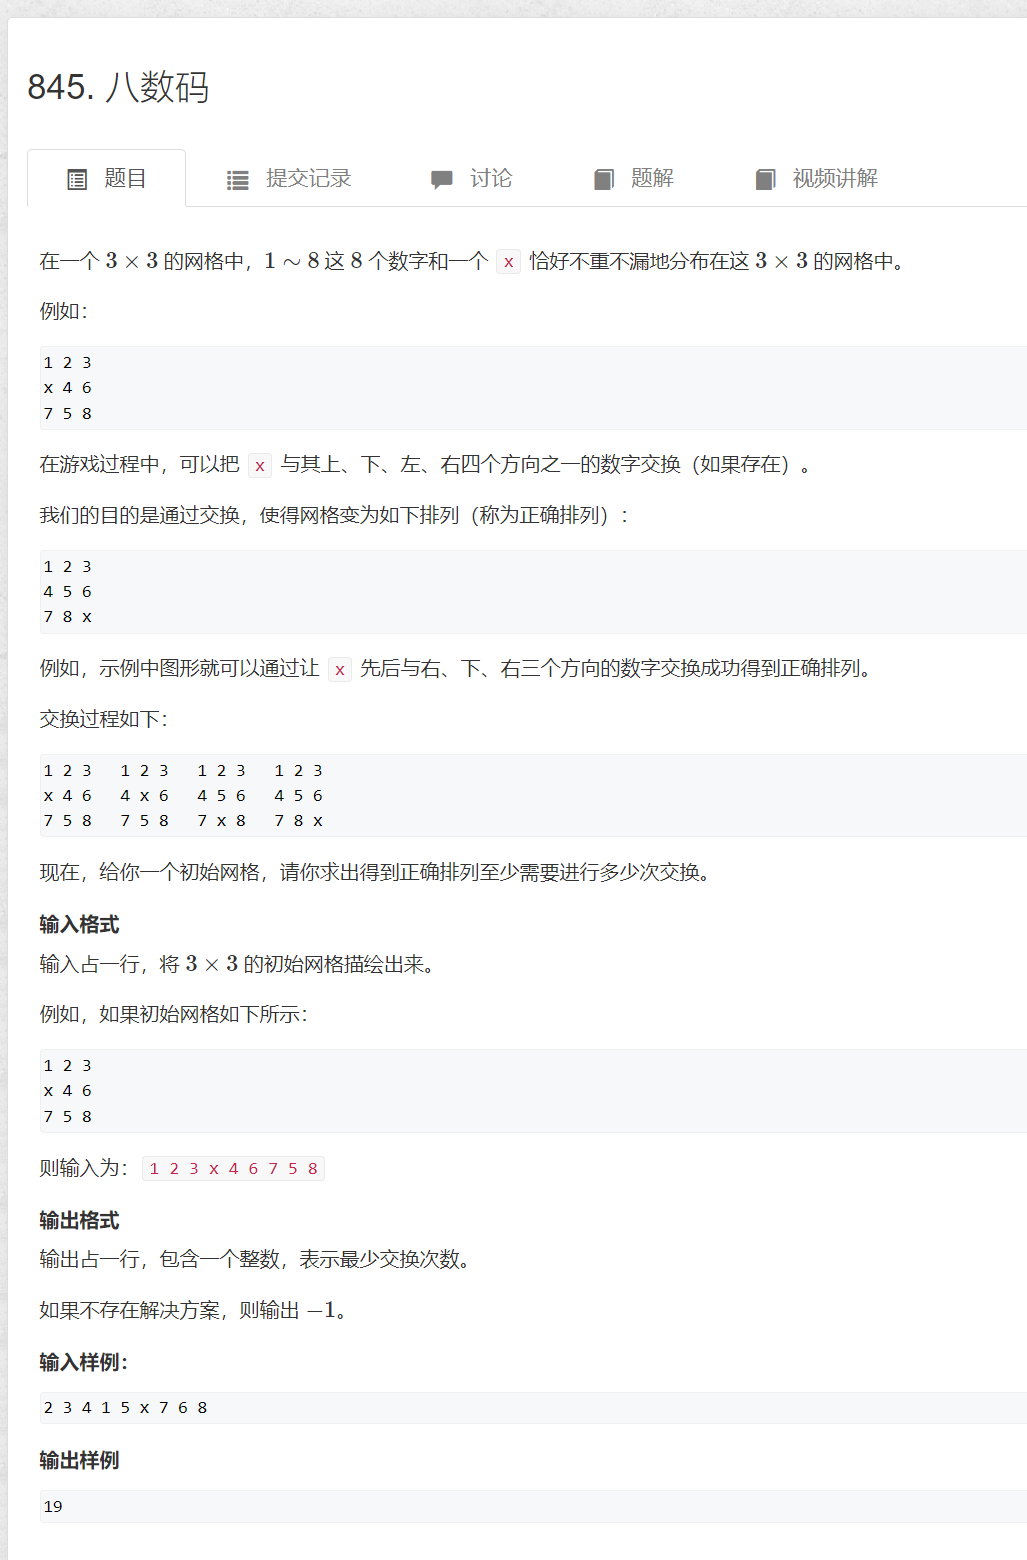 845. 八数码
题目 提交记录 讨论 题解 视频讲解
在一个 3 × 3 的网格中，1 ∼ 8 这 8 个数字和一个 x 恰好不重不漏地分布在这 3 × 3 的网格中。
例如：
1 2 3
x 4 6
7 5 8
在游戏过程中，可以把 x 与其上、下、左、右四个方向之一的数字交换（如果存在）。
我们的目的是通过交换，使得网格变为如下排列（称为正确排列）：
1 2 3
4 5 6
7 8 x
例如，示例中图形就可以通过让 x 先后与右、下、右三个方向的数字交换成功得到正确排列。
交换过程如下：
1 2 3   1 2 3   1 2 3   1 2 3
x 4 6   4 x 6   4 5 6   4 5 6
7 5 8   7 5 8   7 x 8   7 8 x
现在，给你一个初始网格，请你求出得到正确排列至少需要进行多少次交换。
输入格式
输入占一行，将 3 × 3 的初始网格描绘出来。
例如，如果初始网格如下所示：
1 2 3
x 4 6
7 5 8
则输入为： 1 2 3 x 4 6 7 5 8
输出格式
输出占一行，包含一个整数，表示最少交换次数。
如果不存在解决方案，则输出 −1。
输入样例：
2 3 4 1 5 x 7 6 8
输出样例
19